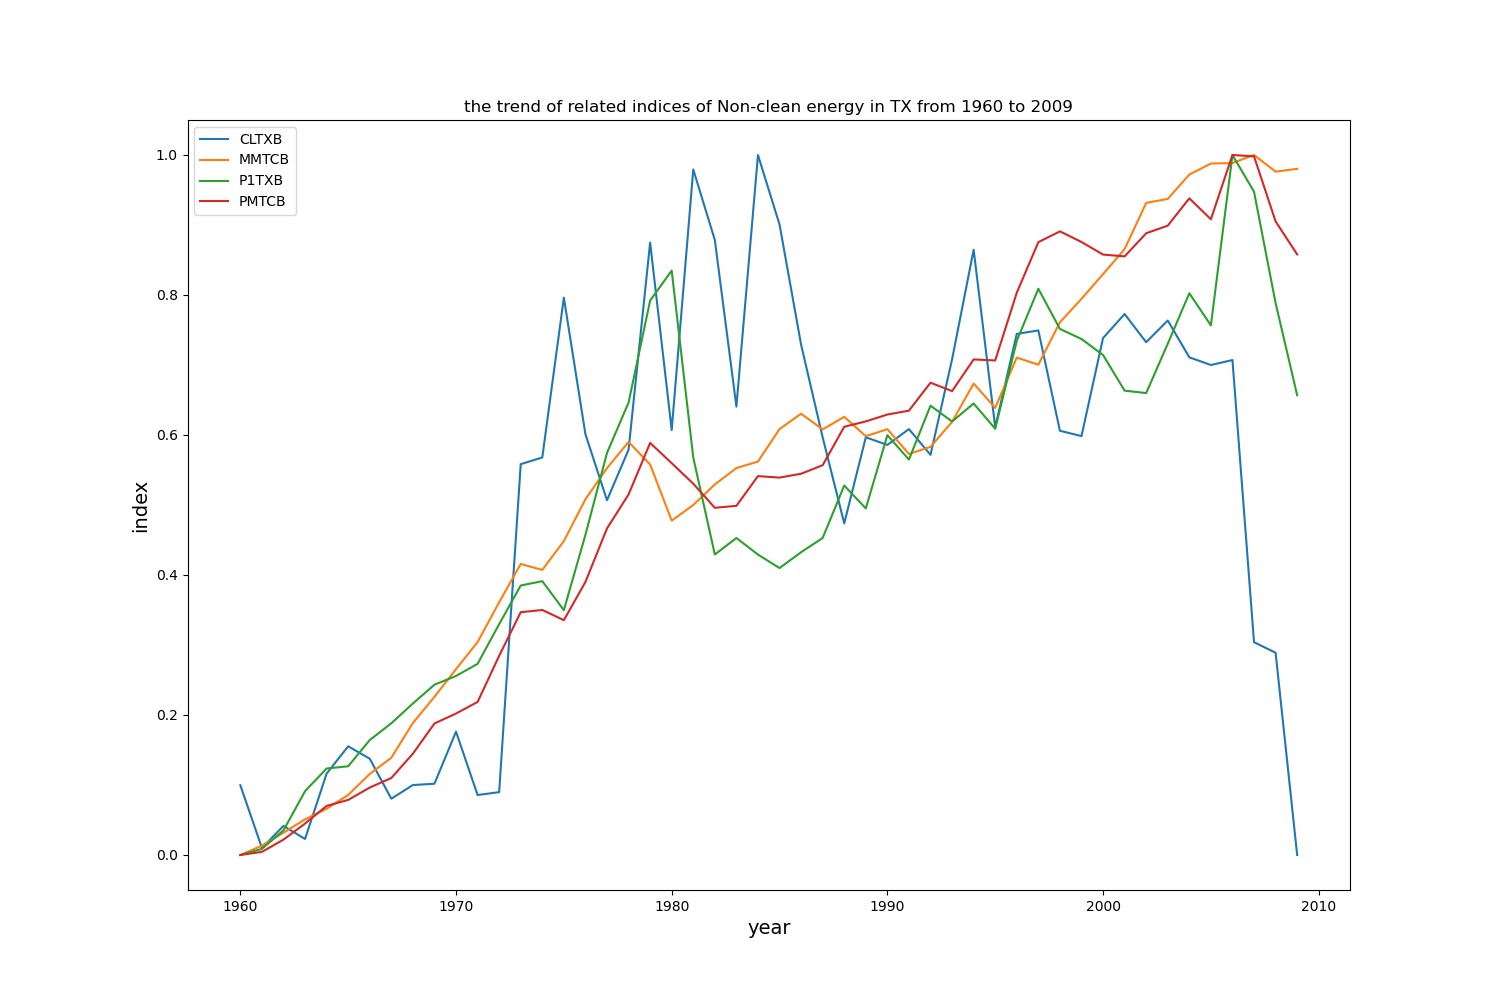 the trend of related indices of Non-clean energy in TX from 1960 to 2009
CLTXB
MMTCB
P1TXB
PMTCB
1.0
0.8
0.6
0.4
0.2
0.0
index
1960 1970 1980 1990 2000 2010
year